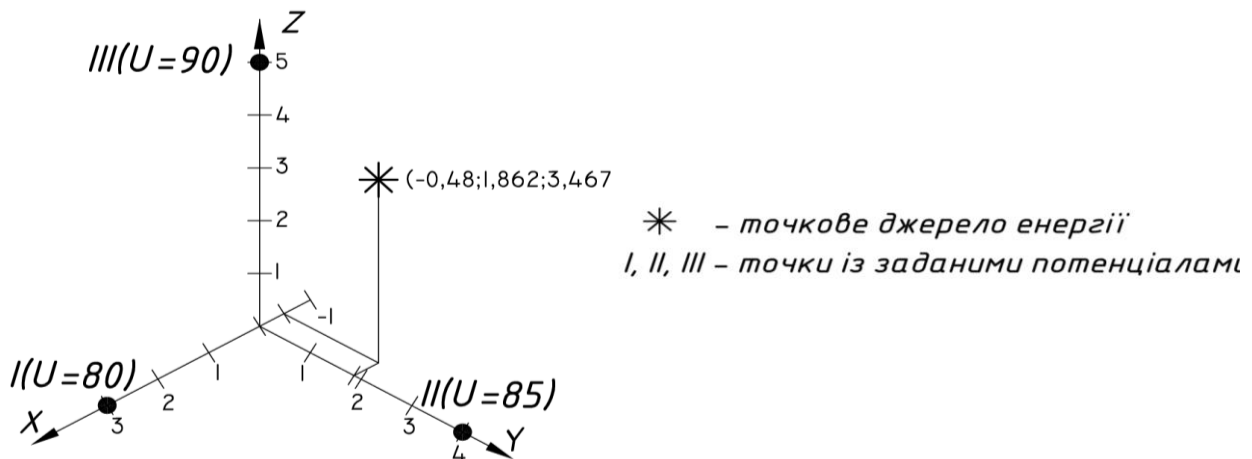 Z
III(U=90)
5
4
3
(-0,48;1,862;3,467
2
✳ – точкове джерело енергії
I, II, III – точки із заданими потенціалами
1
-1
I(U=80)
1
1
2
2
II(U=85)
3
3
X
4
Y